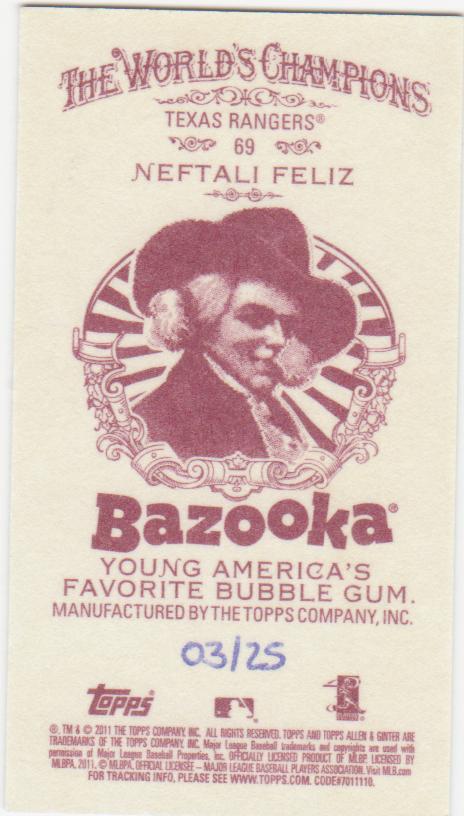 THE WORLD'S CHAMPIONS
TEXAS RANGERS®
69
NEFTALI FELIZ
Bazooka®
YOUNG AMERICA'S
FAVORITE BUBBLE GUM.
MANUFACTURED BY THE TOPPS COMPANY, INC.
03/25
topps®
®, TM & © 2011 THE TOPPS COMPANY, INC. ALL RIGHTS RESERVED. TOPPS AND TOPPS ALLEN & GINTER ARE
TRADEMARKS OF THE TOPPS COMPANY, INC. Major League Baseball trademarks and copyrights are used with
permission of Major League Baseball Properties, Inc. OFFICIALLY LICENSED PRODUCT OF MLBP. LICENSED BY
MLBPA, 2011. © MLBPA, OFFICIAL LICENSEE – MAJOR LEAGUE BASEBALL PLAYERS ASSOCIATION. Visit MLB.com
FOR TRACKING INFO, PLEASE SEE WWW.TOPPS.COM. CODE#7011110.